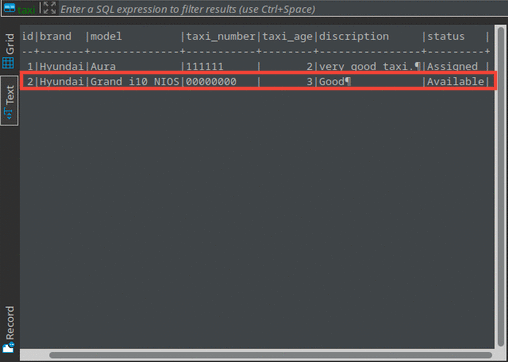 taxi Enter a SQL expression to filter results (use Ctrl+Space)
Grid
Text
Record
id|brand |model |taxi_number|taxi_age|discription |status |
--+-------+--------------+-----------+--------+----------------+---------+
1|Hyundai|Aura |111111 | 2|very good taxi.¶|Assigned |
2|Hyundai|Grand i10 NIOS|00000000 | 3|Good¶ |Available|